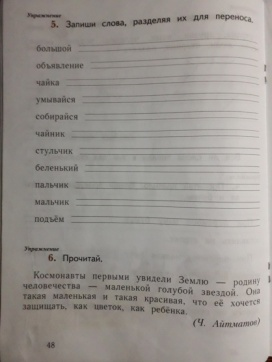 Упражнение
5. Запиши слова, разделяя их для переноса.
большой
объявление
чайка
умывайся
собирайся
чайник
стульчик
беленький
пальчик
мальчик
подъём
Упражнение
6. Прочитай.
Космонавты первыми увидели Землю — родину
человечества — маленькой голубой звездой. Она
такая маленькая и такая красивая, что её хочется
защищать, как цветок, как ребёнка.
(Ч. Айтматов)
48